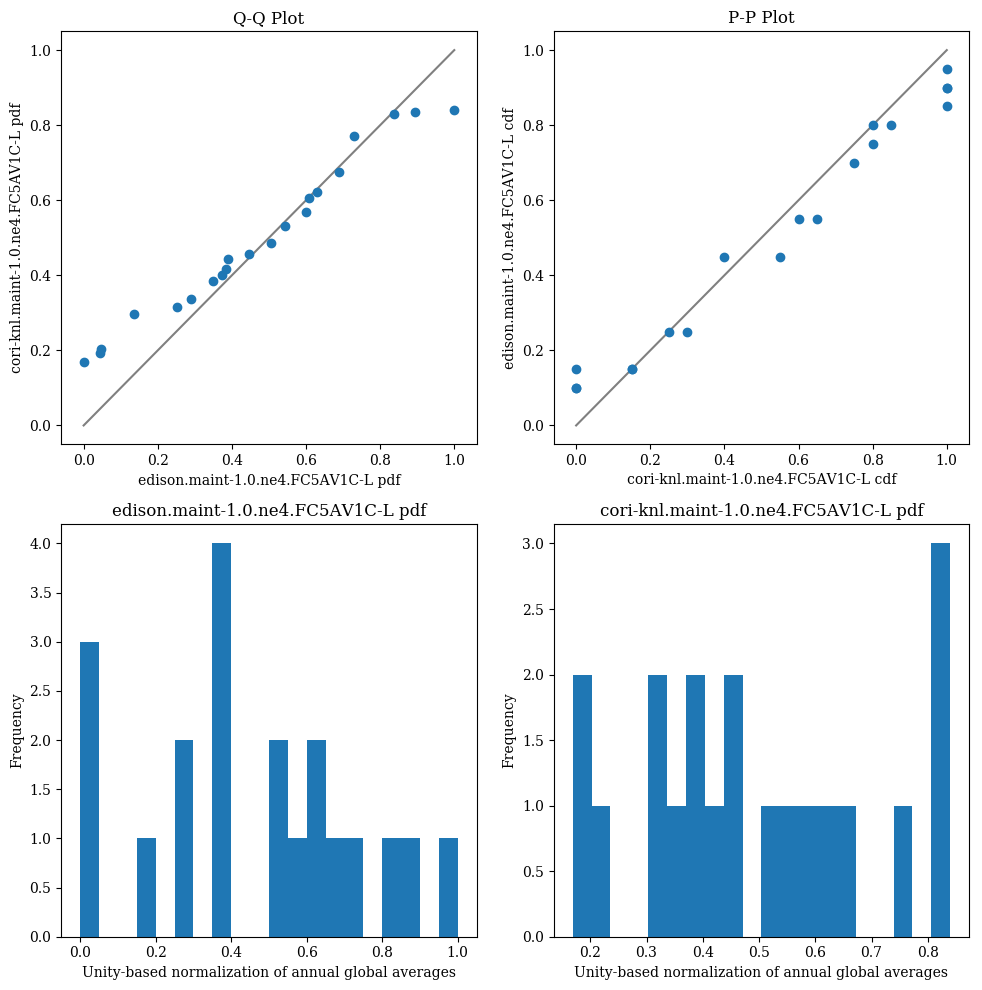 Q-Q Plot
1.0
0.8
0.6
0.4
0.2
0.0
cori-knl.maint-1.0.ne4.FC5AV1C-L pdf
0.0 0.2 0.4 0.6 0.8 1.0
edison.maint-1.0.ne4.FC5AV1C-L pdf
P-P Plot
1.0
0.8
0.6
0.4
0.2
0.0
edison.maint-1.0.ne4.FC5AV1C-L cdf
0.0 0.2 0.4 0.6 0.8 1.0
cori-knl.maint-1.0.ne4.FC5AV1C-L cdf
edison.maint-1.0.ne4.FC5AV1C-L pdf
4.0
3.5
3.0
2.5
2.0
1.5
1.0
0.5
0.0
Frequency
0.0 0.2 0.4 0.6 0.8 1.0
Unity-based normalization of annual global averages
cori-knl.maint-1.0.ne4.FC5AV1C-L pdf
3.0
2.5
2.0
1.5
1.0
0.5
0.0
Frequency
0.2 0.3 0.4 0.5 0.6 0.7 0.8
Unity-based normalization of annual global averages